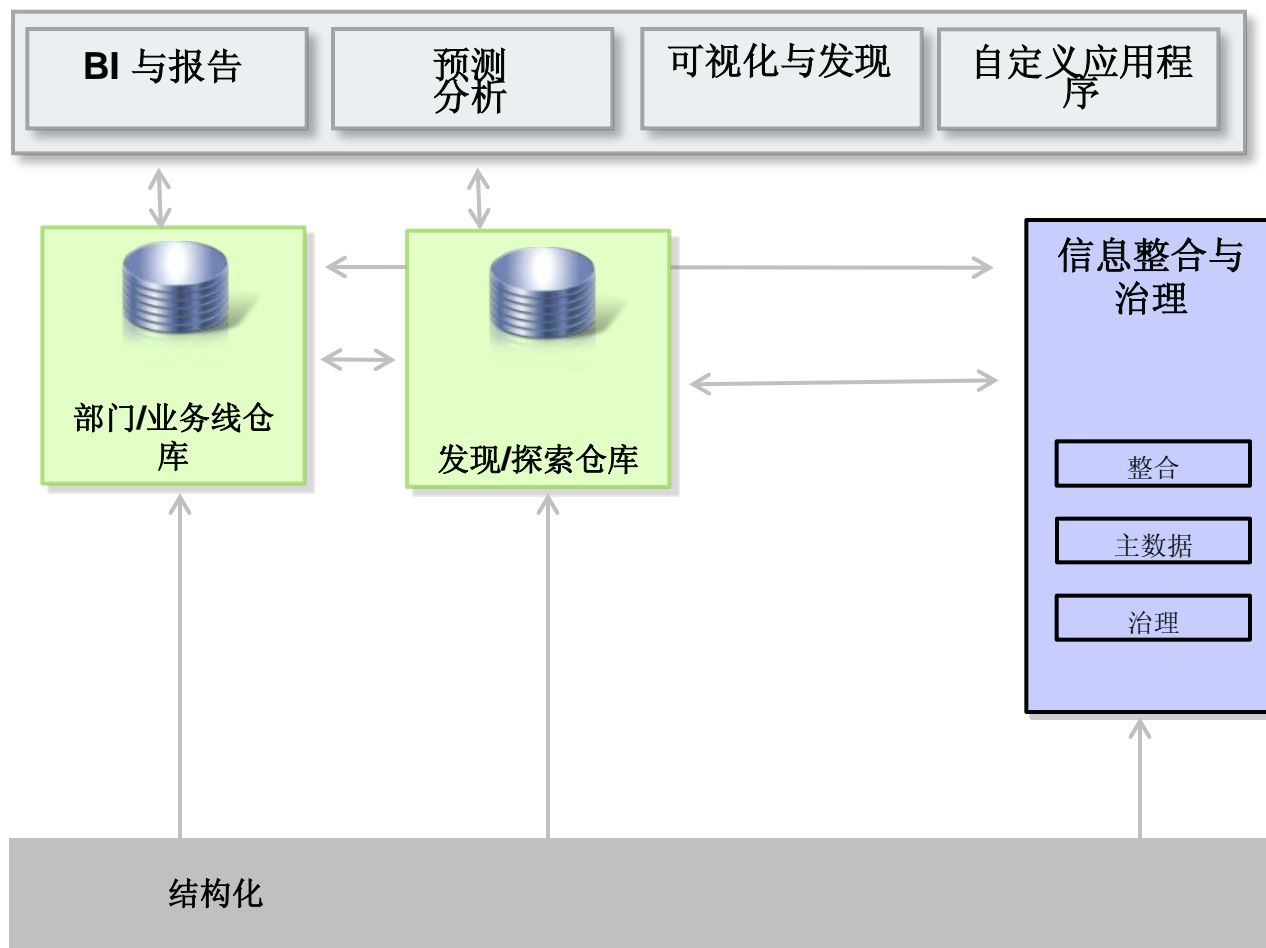 BI 与报告
预测
分析
可视化与发现
自定义应用程
序
部门/业务线仓
库
发现/探索仓库
信息整合与
治理
整合
主数据
治理
结构化